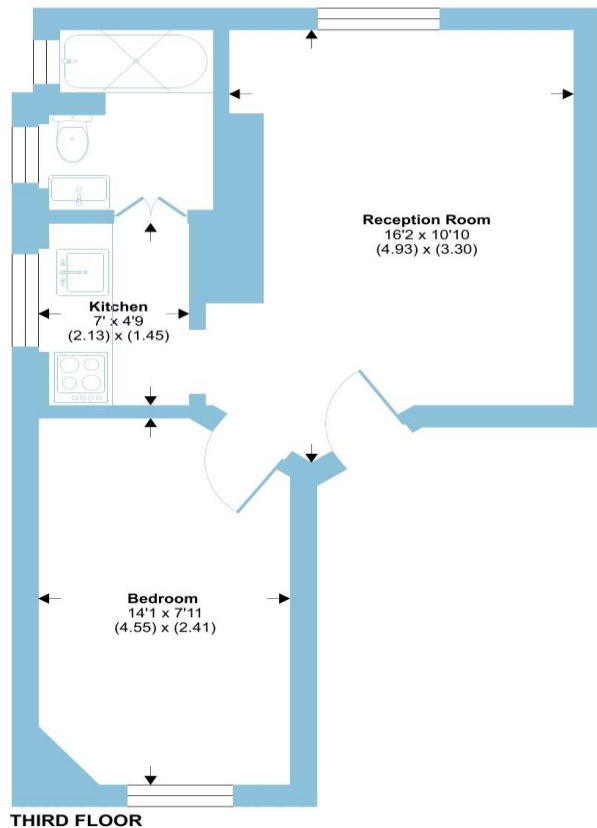 Reception Room
16'2 x 10'10
(4.93) x (3.30)
Kitchen
7' x 4'9
(2.13) x (1.45)
Bedroom
14'1 x 7'11
(4.55) x (2.41)
THIRD FLOOR